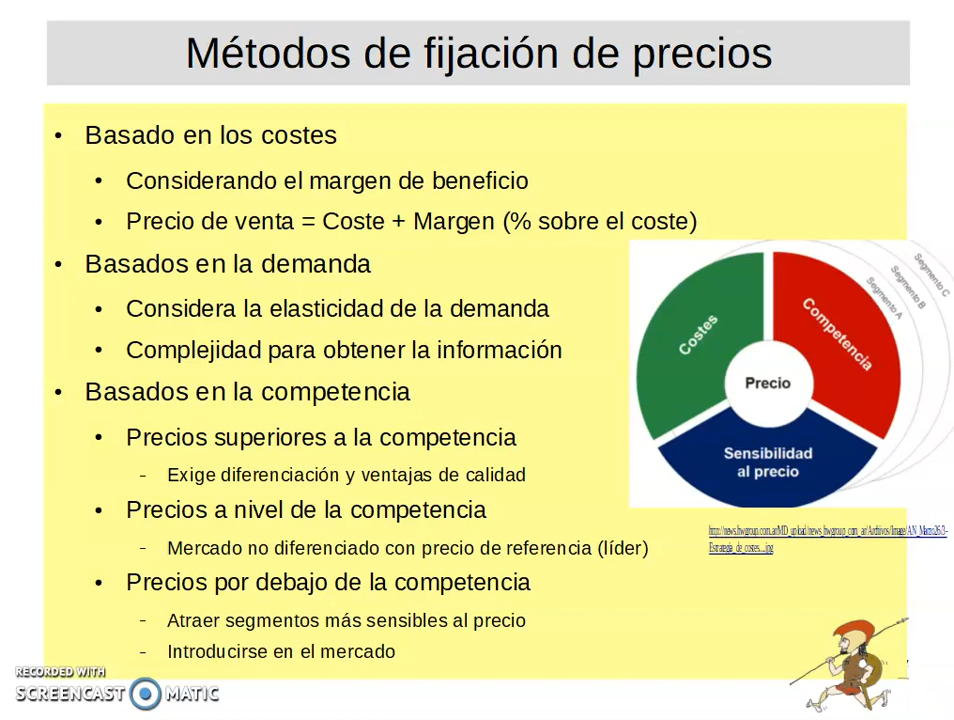 Métodos de fijación de precios
• Basado en los costes
• Considerando el margen de beneficio
• Precio de venta = Coste + Margen (% sobre el coste)
• Basados en la demanda
• Considera la elasticidad de la demanda
• Complejidad para obtener la información
• Basados en la competencia
• Precios superiores a la competencia
- Exige diferenciación y ventajas de calidad
• Precios a nivel de la competencia
- Mercado no diferenciado con precio de referencia (líder)
• Precios por debajo de la competencia
- Atraer segmentos más sensibles al precio
- Introducirse en el mercado
Costes
Competencia
Precio
Sensibilidad
al precio
Segmento A
Segmento B
Segmento C
Estrategia_de_costes....jpg
RECORDED WITH
SCREENCAST MATIC